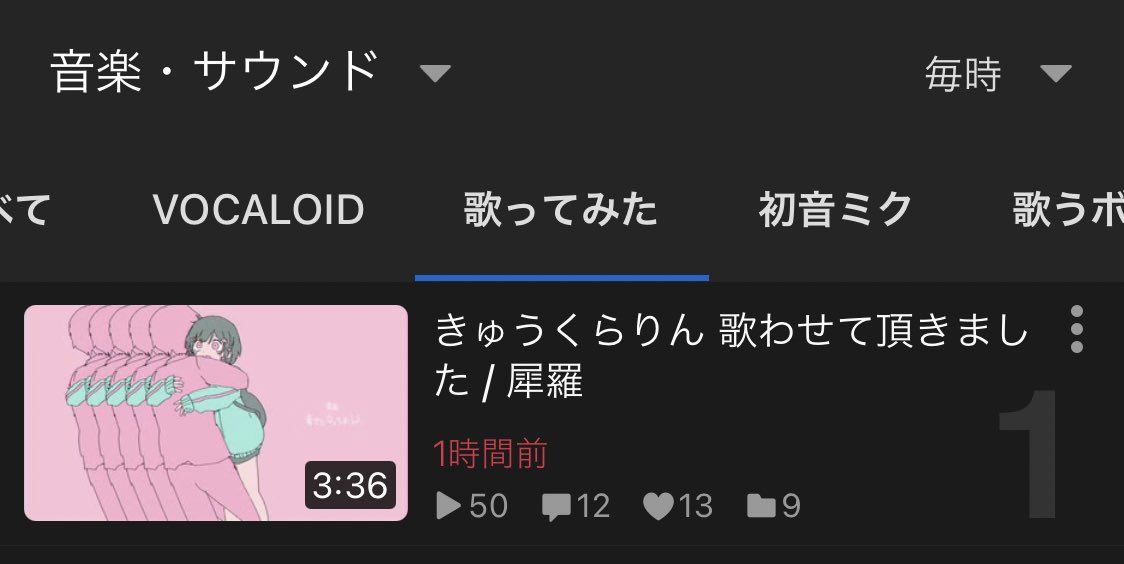 音楽・サウンド
毎時
べて
VOCALOID
歌ってみた
初音ミク
歌うボ
きゅうくらりん 歌わせて頂きまし
た / 犀羅
1時間前
50 12 13 9
3:36
1